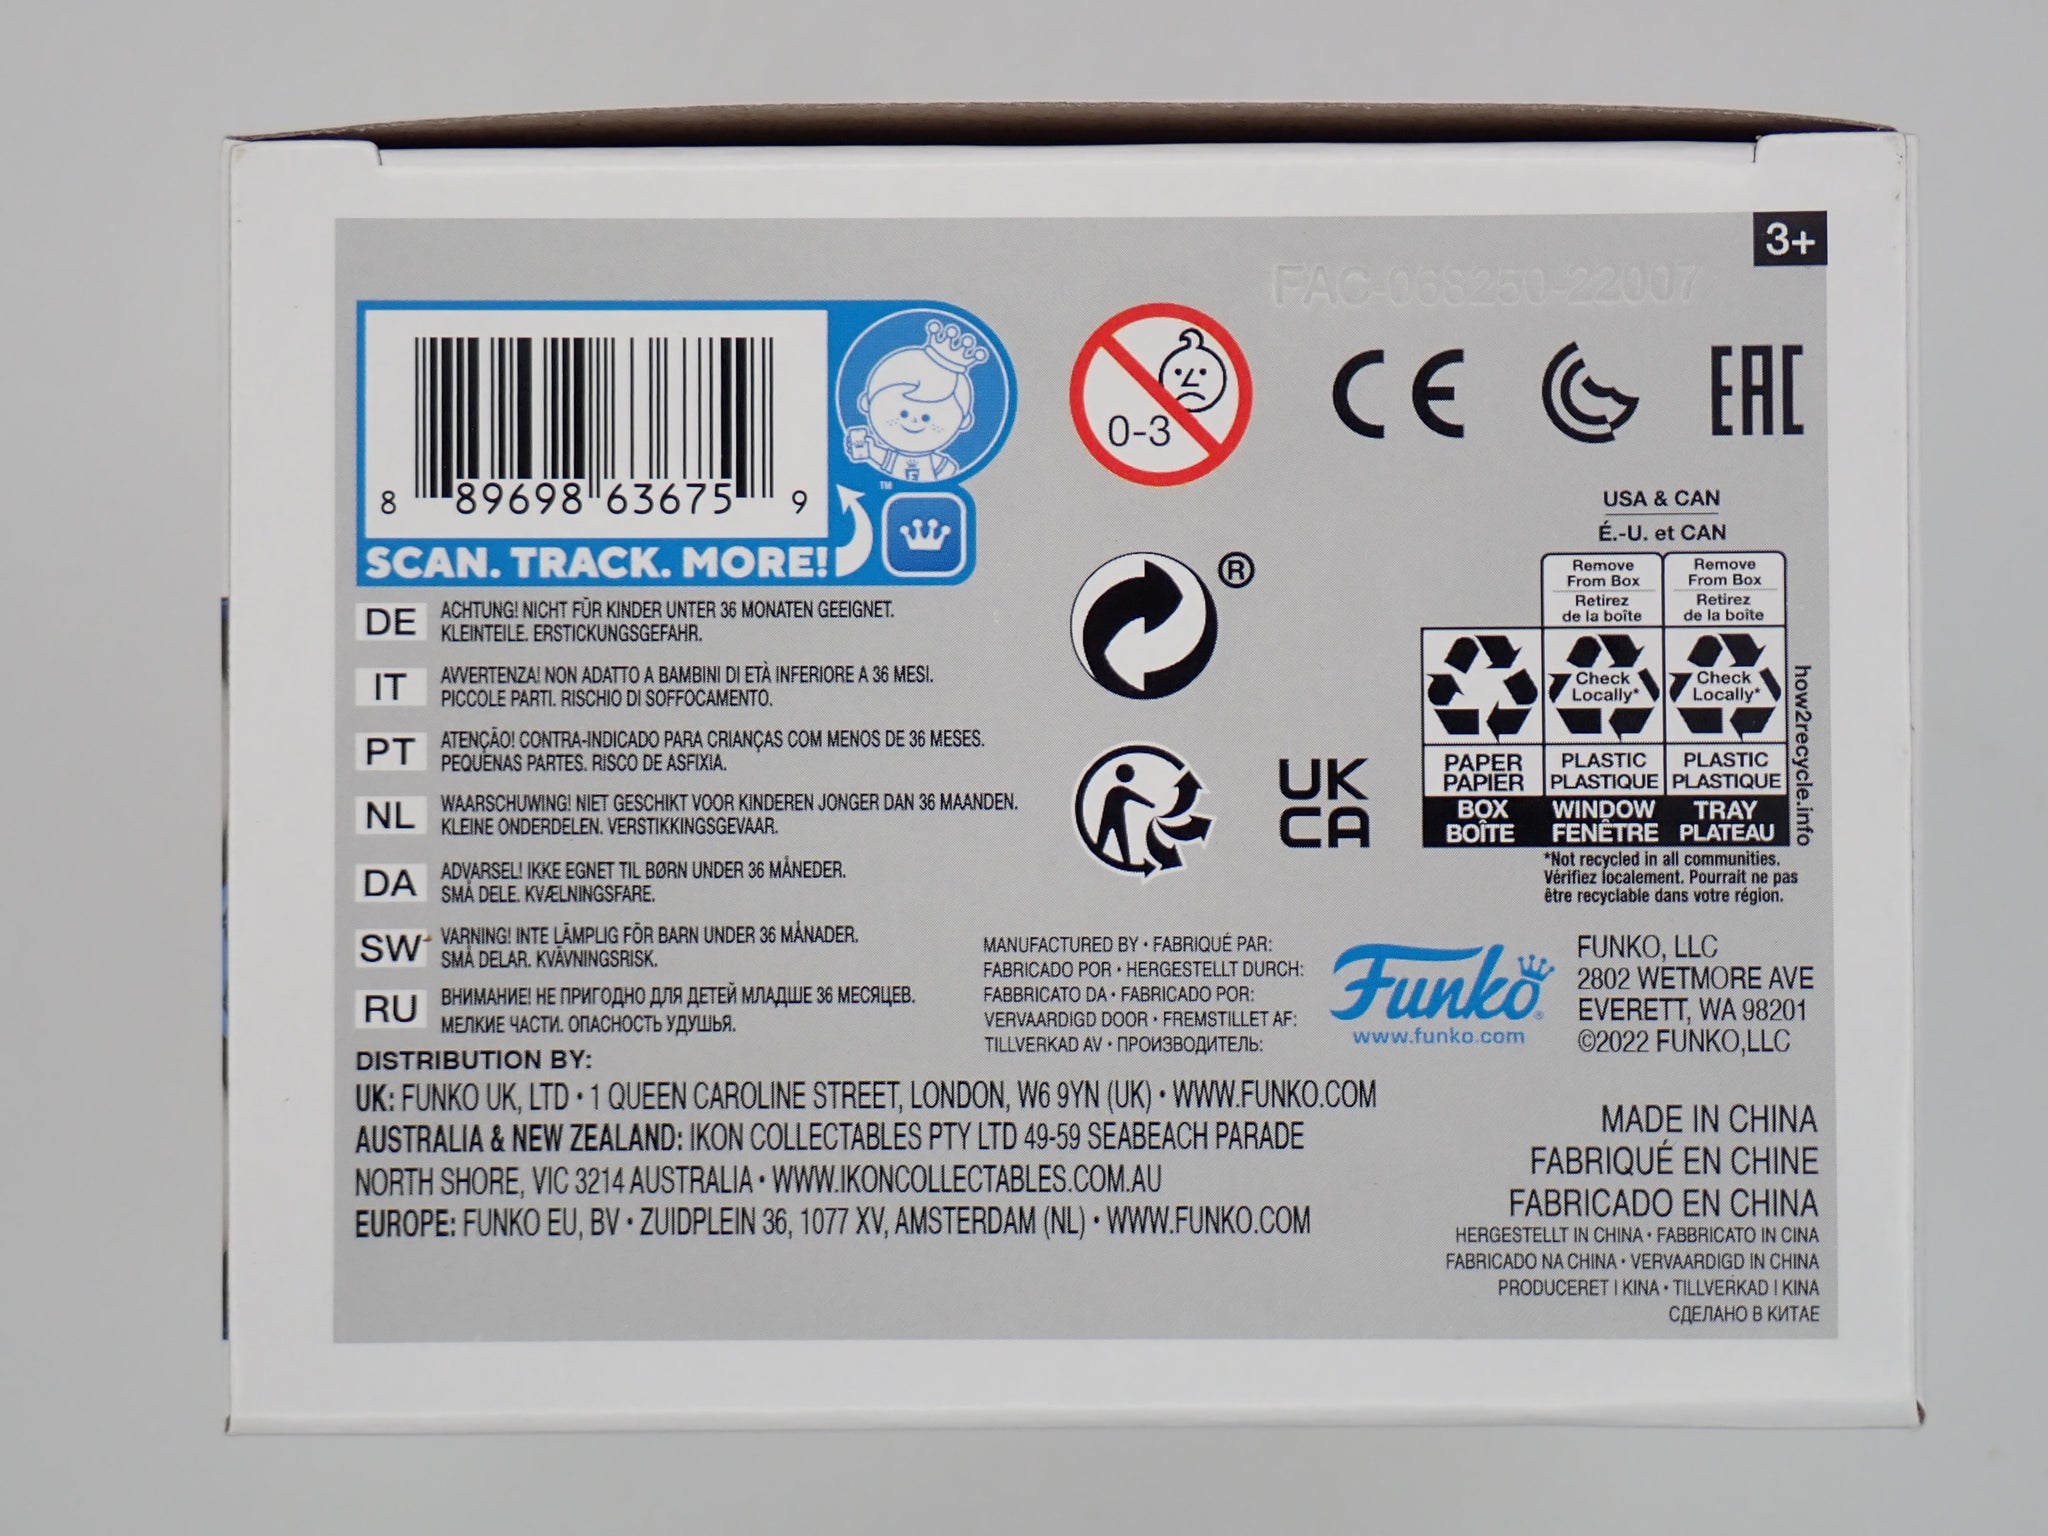 3+
FAC-068250-22007
8 89698 63675 9
™
SCAN. TRACK. MORE!
0-3
CE
EAC
®
UK
CA
USA & CAN
É.-U. et CAN
Remove
From Box
Retirez
de la boîte
Remove
From Box
Retirez
de la boîte
Check
Locally*
Check
Locally*
PAPER
PAPIER
PLASTIC
PLASTIQUE
PLASTIC
PLASTIQUE
BOX
BOÎTE
WINDOW
FENÊTRE
TRAY
PLATEAU
how2recycle.info
*Not recycled in all communities.
Vérifiez localement. Pourrait ne pas
être recyclable dans votre région.
DE ACHTUNG! NICHT FÜR KINDER UNTER 36 MONATEN GEEIGNET.
KLEINTEILE. ERSTICKUNGSGEFAHR.
IT AVVERTENZA! NON ADATTO A BAMBINI DI ETÀ INFERIORE A 36 MESI.
PICCOLE PARTI. RISCHIO DI SOFFOCAMENTO.
PT ATENÇÃO! CONTRA-INDICADO PARA CRIANÇAS COM MENOS DE 36 MESES.
PEQUENAS PARTES. RISCO DE ASFIXIA.
NL WAARSCHUWING! NIET GESCHIKT VOOR KINDEREN JONGER DAN 36 MAANDEN.
KLEINE ONDERDELEN. VERSTIKKINGSGEVAAR.
DA ADVARSEL! IKKE EGNET TIL BØRN UNDER 36 MÅNEDER.
SMÅ DELE. KVÆLNINGSFARE.
SW VARNING! INTE LÄMPLIG FÖR BARN UNDER 36 MÅNADER.
SMÅ DELAR. KVÄVNINGSRISK.
RU ВНИМАНИЕ! НЕ ПРИГОДНО ДЛЯ ДЕТЕЙ МЛАДШЕ 36 МЕСЯЦЕВ.
МЕЛКИЕ ЧАСТИ. ОПАСНОСТЬ УДУШЬЯ.
MANUFACTURED BY • FABRIQUÉ PAR:
FABRICADO POR • HERGESTELLT DURCH:
FABBRICATO DA • FABRICADO POR:
VERVAARDIGD DOOR • FREMSTILLET AF:
TILLVERKAD AV • ПРОИЗВОДИТЕЛЬ:
Funko®
www.funko.com
FUNKO, LLC
2802 WETMORE AVE
EVERETT, WA 98201
©2022 FUNKO,LLC
DISTRIBUTION BY:
UK: FUNKO UK, LTD • 1 QUEEN CAROLINE STREET, LONDON, W6 9YN (UK) • WWW.FUNKO.COM
AUSTRALIA & NEW ZEALAND: IKON COLLECTABLES PTY LTD 49-59 SEABEACH PARADE
NORTH SHORE, VIC 3214 AUSTRALIA • WWW.IKONCOLLECTABLES.COM.AU
EUROPE: FUNKO EU, BV • ZUIDPLEIN 36, 1077 XV, AMSTERDAM (NL) • WWW.FUNKO.COM
MADE IN CHINA
FABRIQUÉ EN CHINE
FABRICADO EN CHINA
HERGESTELLT IN CHINA • FABBRICATO IN CINA
FABRICADO NA CHINA • VERVAARDIGD IN CHINA
PRODUCERET I KINA • TILLVERKAD I KINA
СДЕЛАНО В КИТАЕ